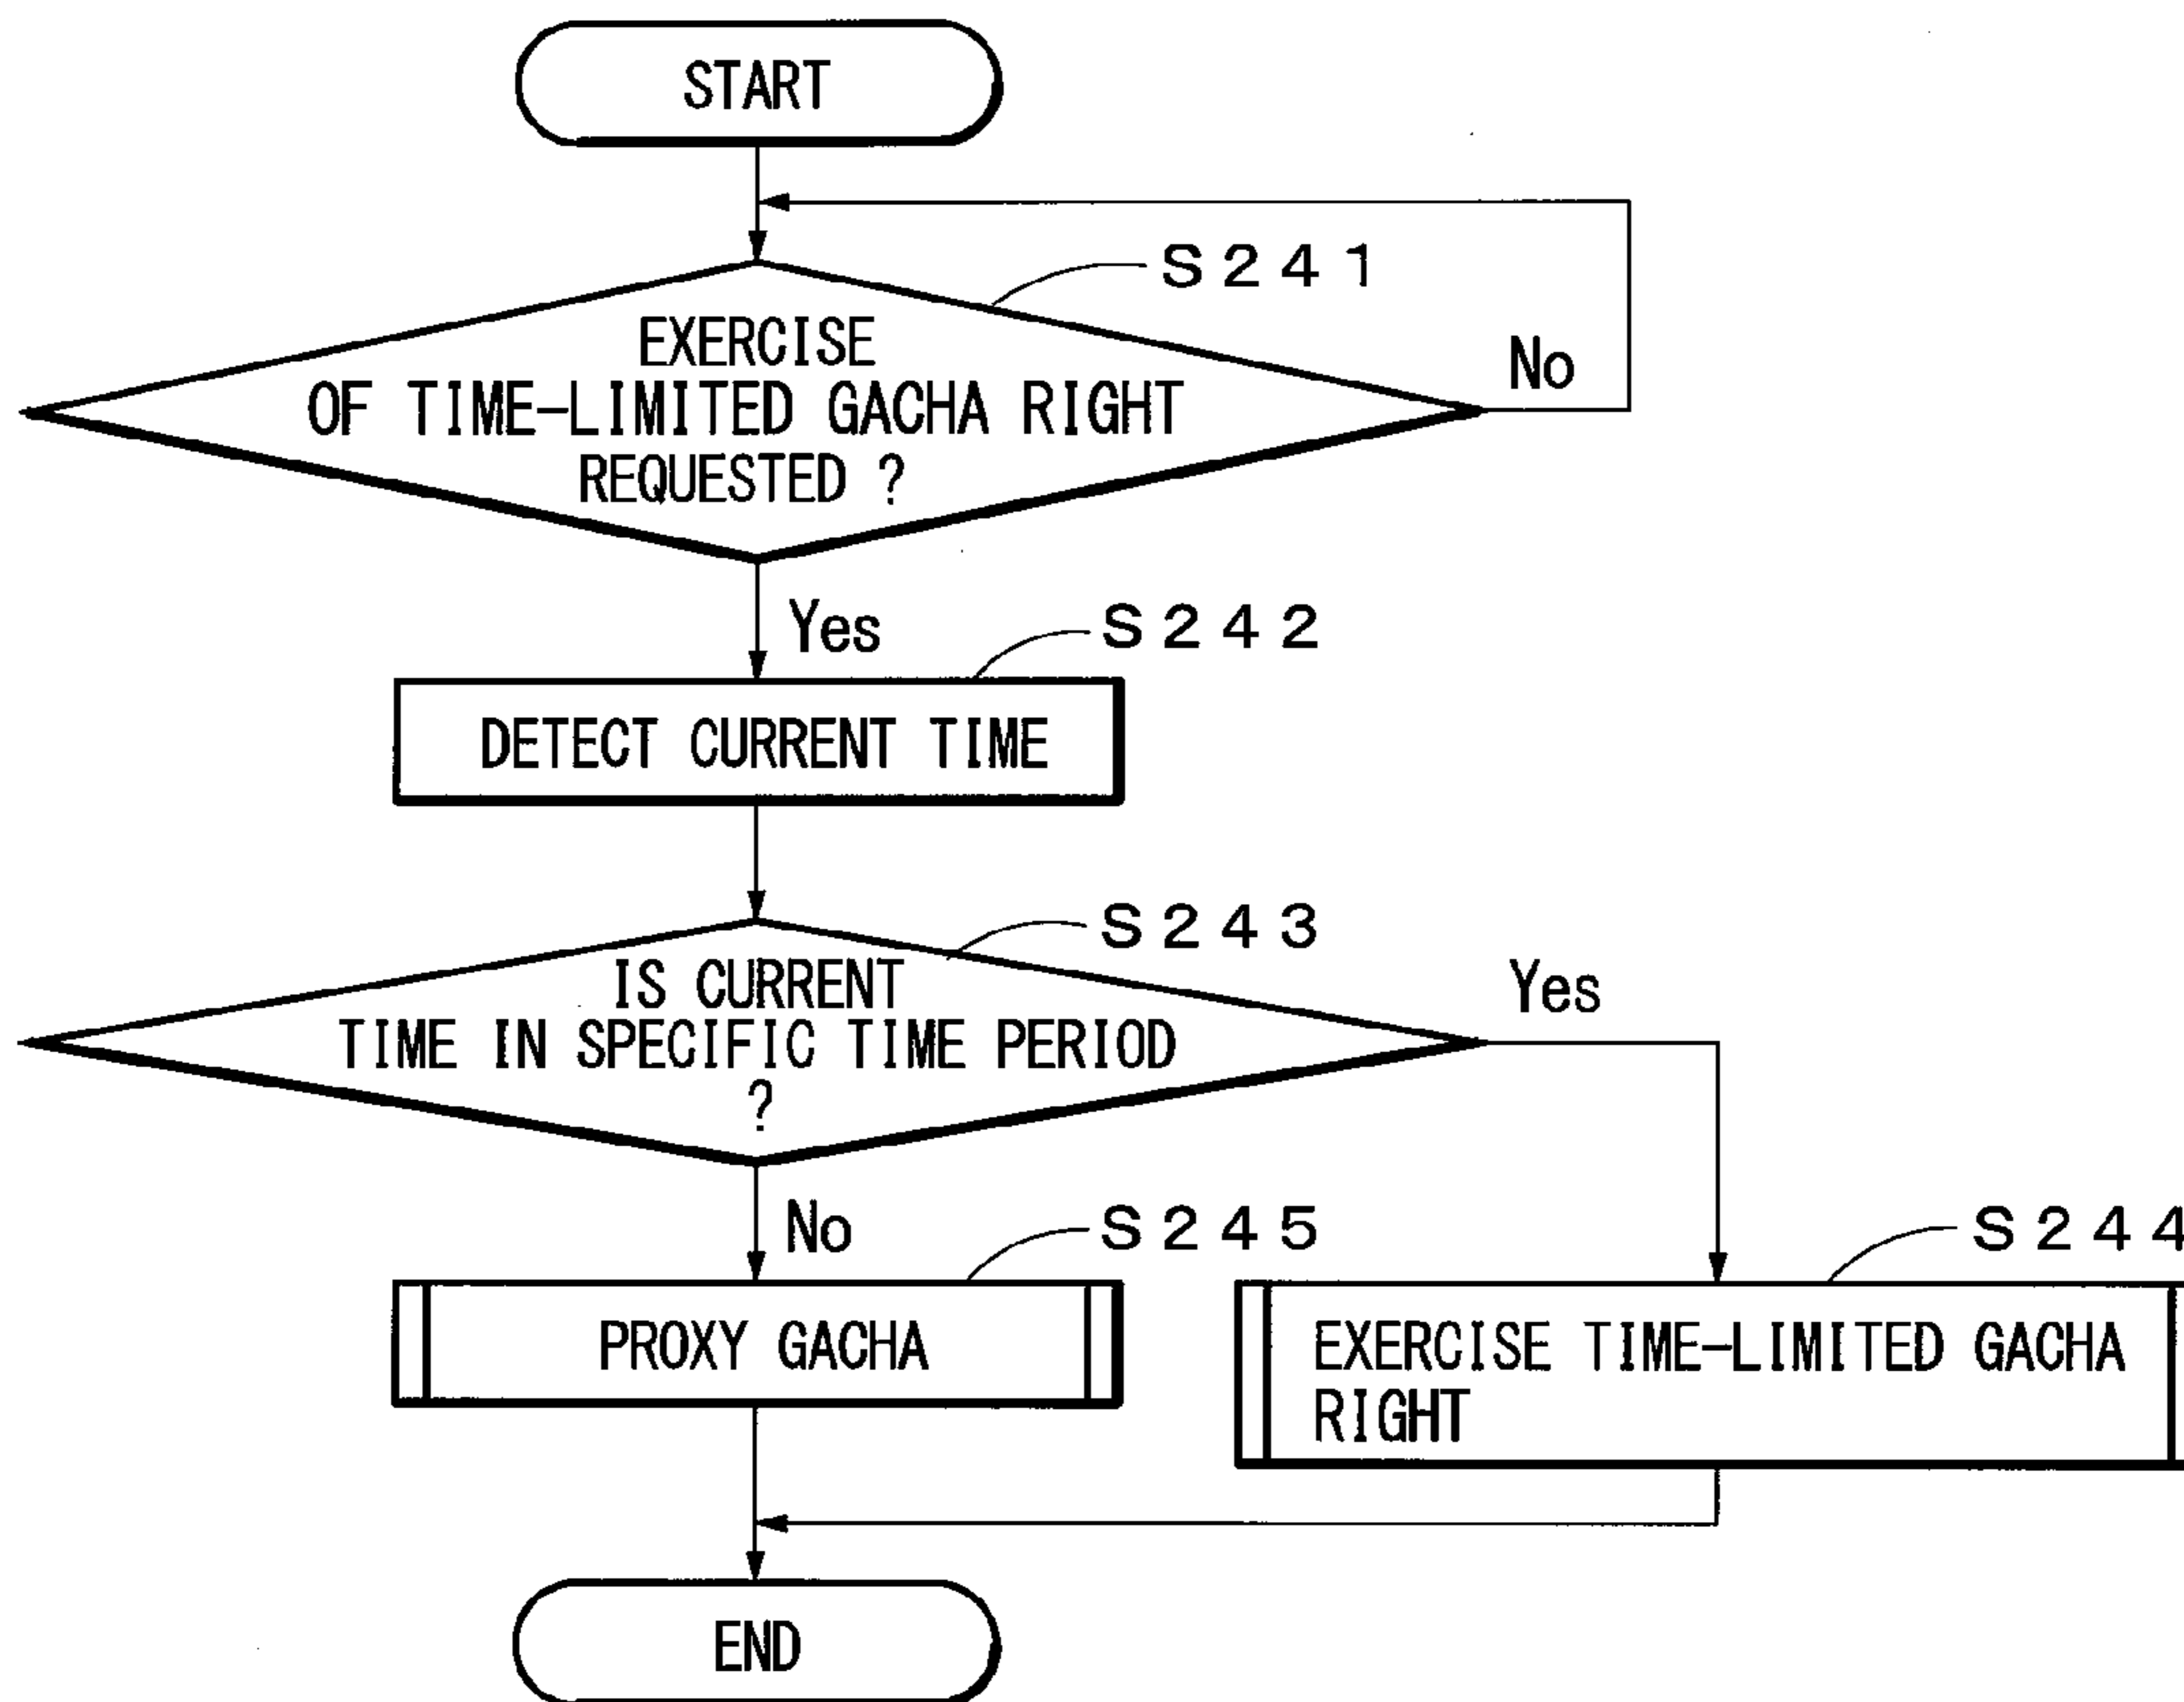 START
S241
EXERCISE
OF TIME-LIMITED GACHA RIGHT
REQUESTED ?
No
Yes
S242
DETECT CURRENT TIME
S243
IS CURRENT
TIME IN SPECIFIC TIME PERIOD
?
Yes
No
S245
S244
PROXY GACHA
EXERCISE TIME-LIMITED GACHA
RIGHT
END